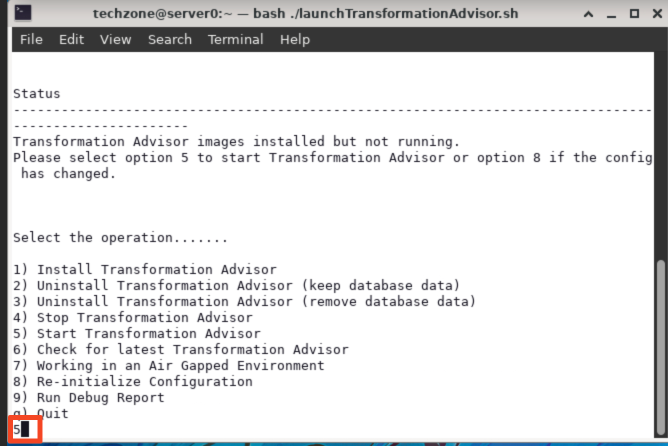 techzone@server0:~ — bash ./launchTransformationAdvisor.sh
File Edit View Search Terminal Help
Status
--------------------------------------------------------------------------------
----------------------
Transformation Advisor images installed but not running.
Please select option 5 to start Transformation Advisor or option 8 if the config
 has changed.
Select the operation.......
1) Install Transformation Advisor
2) Uninstall Transformation Advisor (keep database data)
3) Uninstall Transformation Advisor (remove database data)
4) Stop Transformation Advisor
5) Start Transformation Advisor
6) Check for latest Transformation Advisor
7) Working in an Air Gapped Environment
8) Re-initialize Configuration
9) Run Debug Report
q) Quit
5